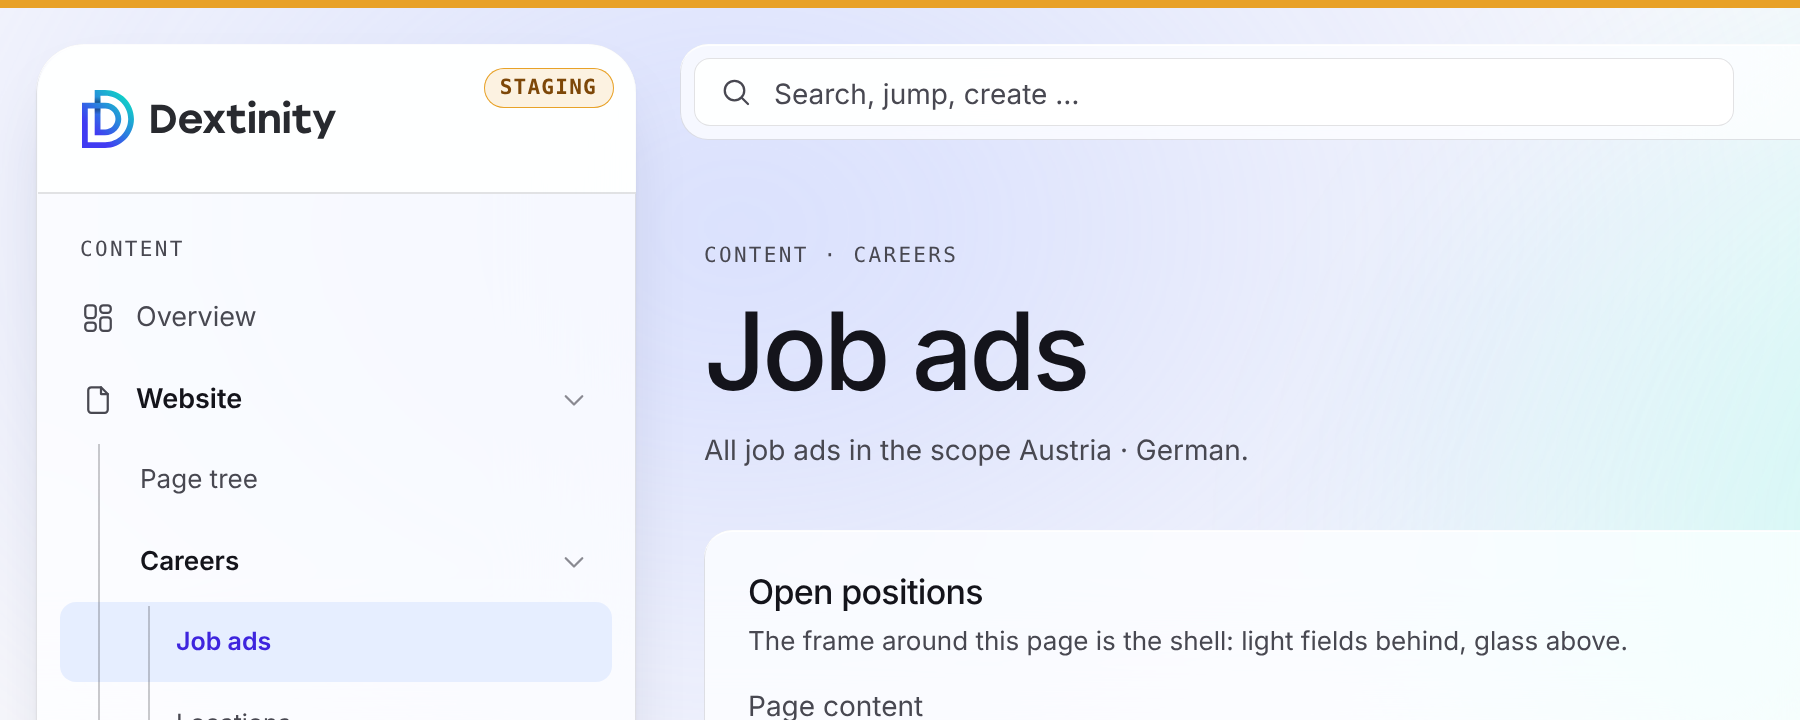 Dextinity
STAGING
CONTENT
Overview
Website
Page tree
Careers
Job ads
Locations
Search, jump, create ...
CONTENT · CAREERS
Job ads
All job ads in the scope Austria · German.
Open positions
The frame around this page is the shell: light fields behind, glass above.
Page content